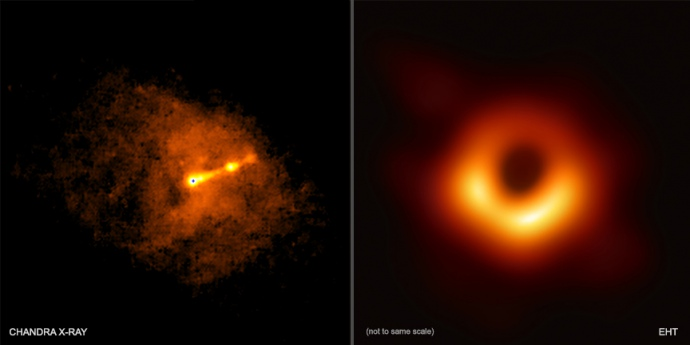 CHANDRA X-RAY
(not to same scale)
EHT